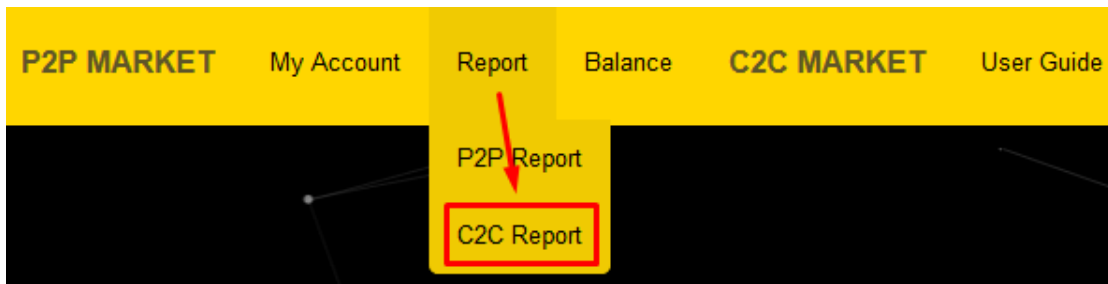 P2P MARKET My Account Report Balance C2C MARKET User Guide
P2P Report
C2C Report